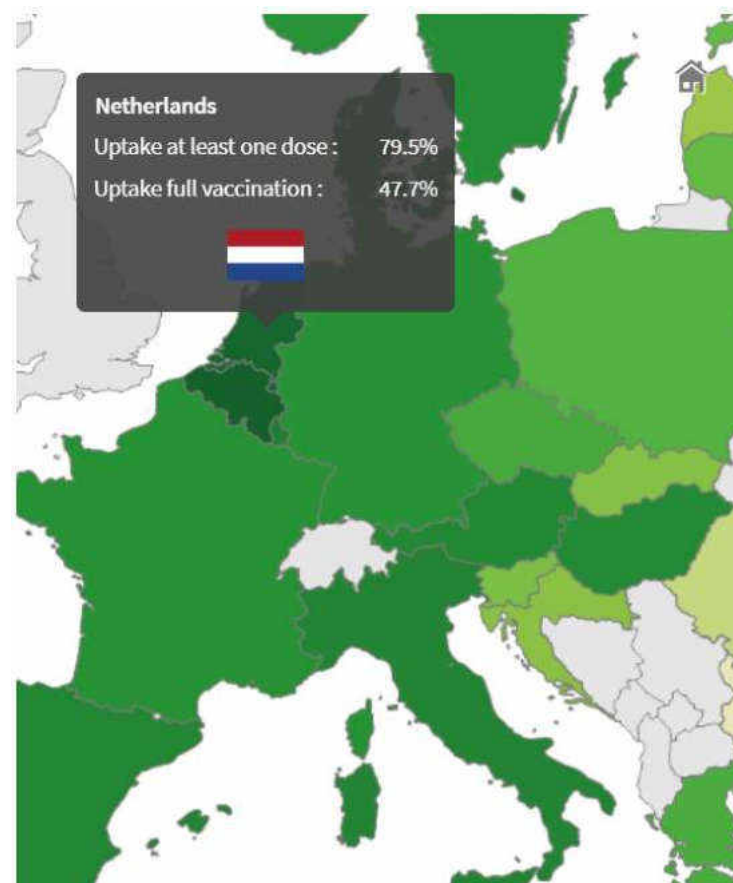 Netherlands
Uptake at least one dose : 79.5%
Uptake full vaccination : 47.7%